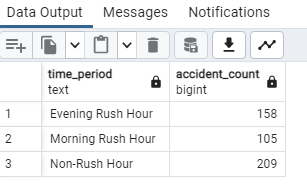 Data Output Messages Notifications
time_period accident_count
text bigint
1 Evening Rush Hour 158
2 Morning Rush Hour 105
3 Non-Rush Hour 209